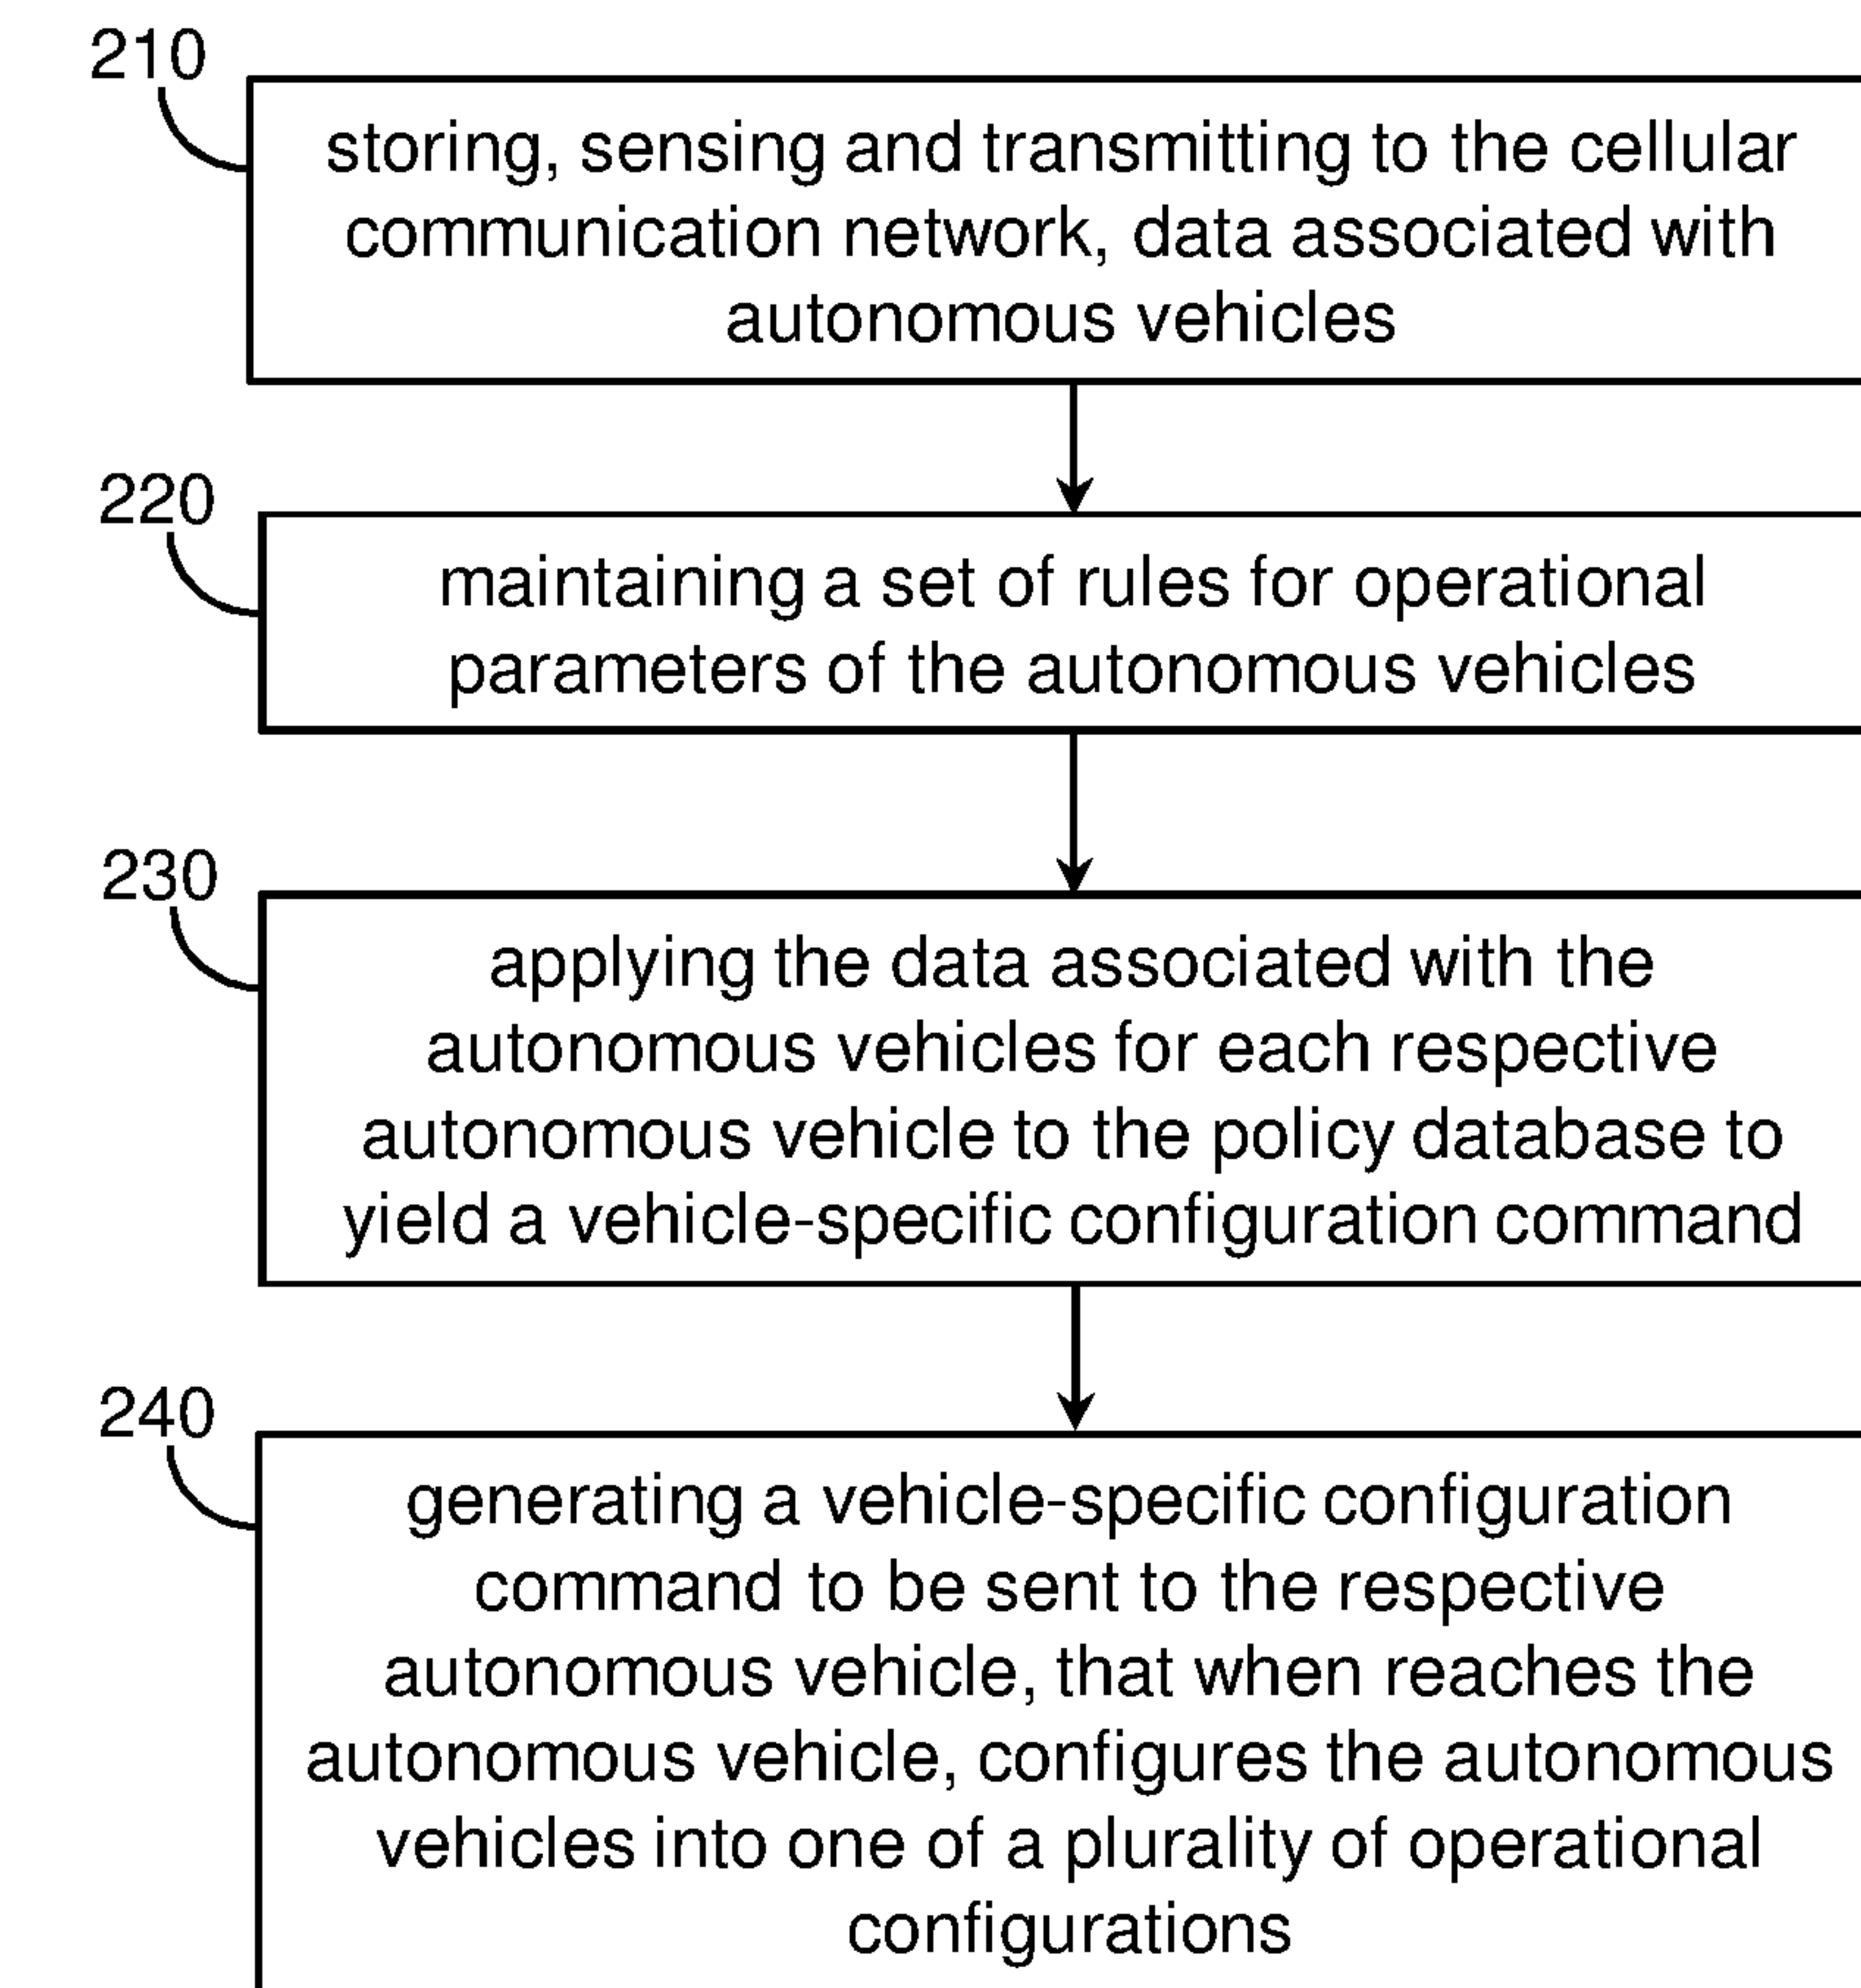 210
storing, sensing and transmitting to the cellular
communication network, data associated with
autonomous vehicles
220
maintaining a set of rules for operational
parameters of the autonomous vehicles
230
applying the data associated with the
autonomous vehicles for each respective
autonomous vehicle to the policy database to
yield a vehicle-specific configuration command
240
generating a vehicle-specific configuration
command to be sent to the respective
autonomous vehicle, that when reaches the
autonomous vehicle, configures the autonomous
vehicles into one of a plurality of operational
configurations